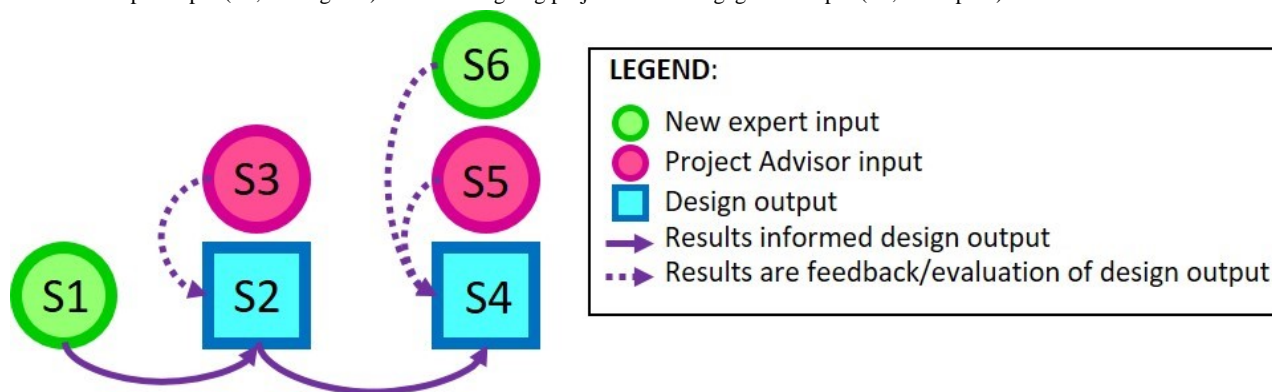 S6
S3
S5
S1
S2
S4
LEGEND:
New expert input
Project Advisor input
Design output
Results informed design output
Results are feedback/evaluation of design output